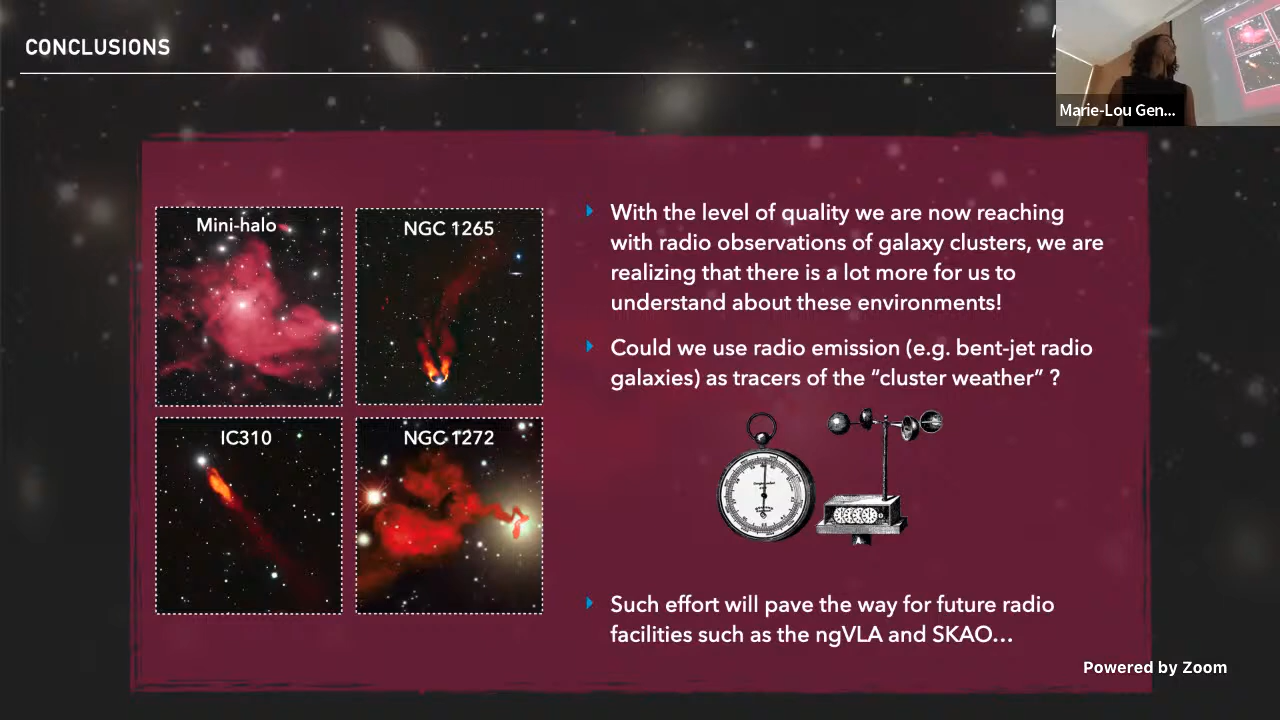 CONCLUSIONS
Marie-Lou Gen...
Mini-halo
NGC 1265
IC310
NGC 1272
With the level of quality we are now reaching
with radio observations of galaxy clusters, we are
realizing that there is a lot more for us to
understand about these environments!
Could we use radio emission (e.g. bent-jet radio
galaxies) as tracers of the “cluster weather” ?
Such effort will pave the way for future radio
facilities such as the ngVLA and SKAO…
Powered by Zoom